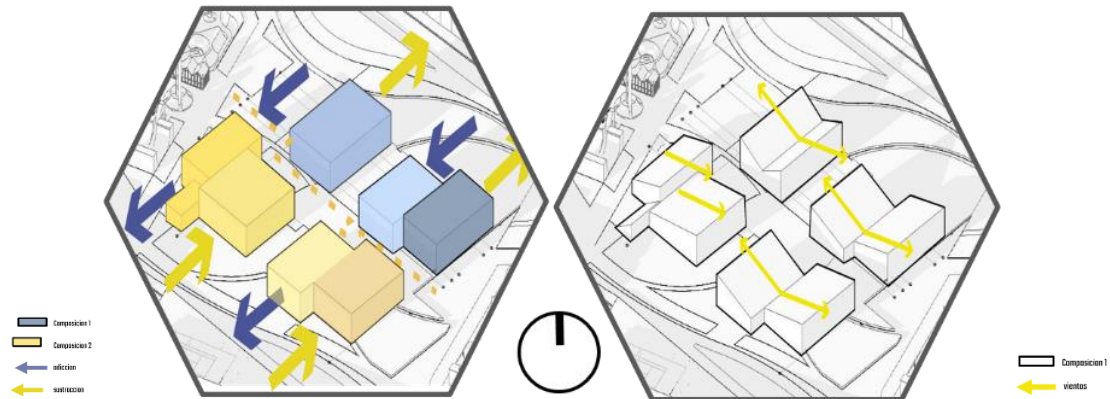 Composicion 1
Composicion 2
adiccion
sustraccion
Composicion 1
vientos